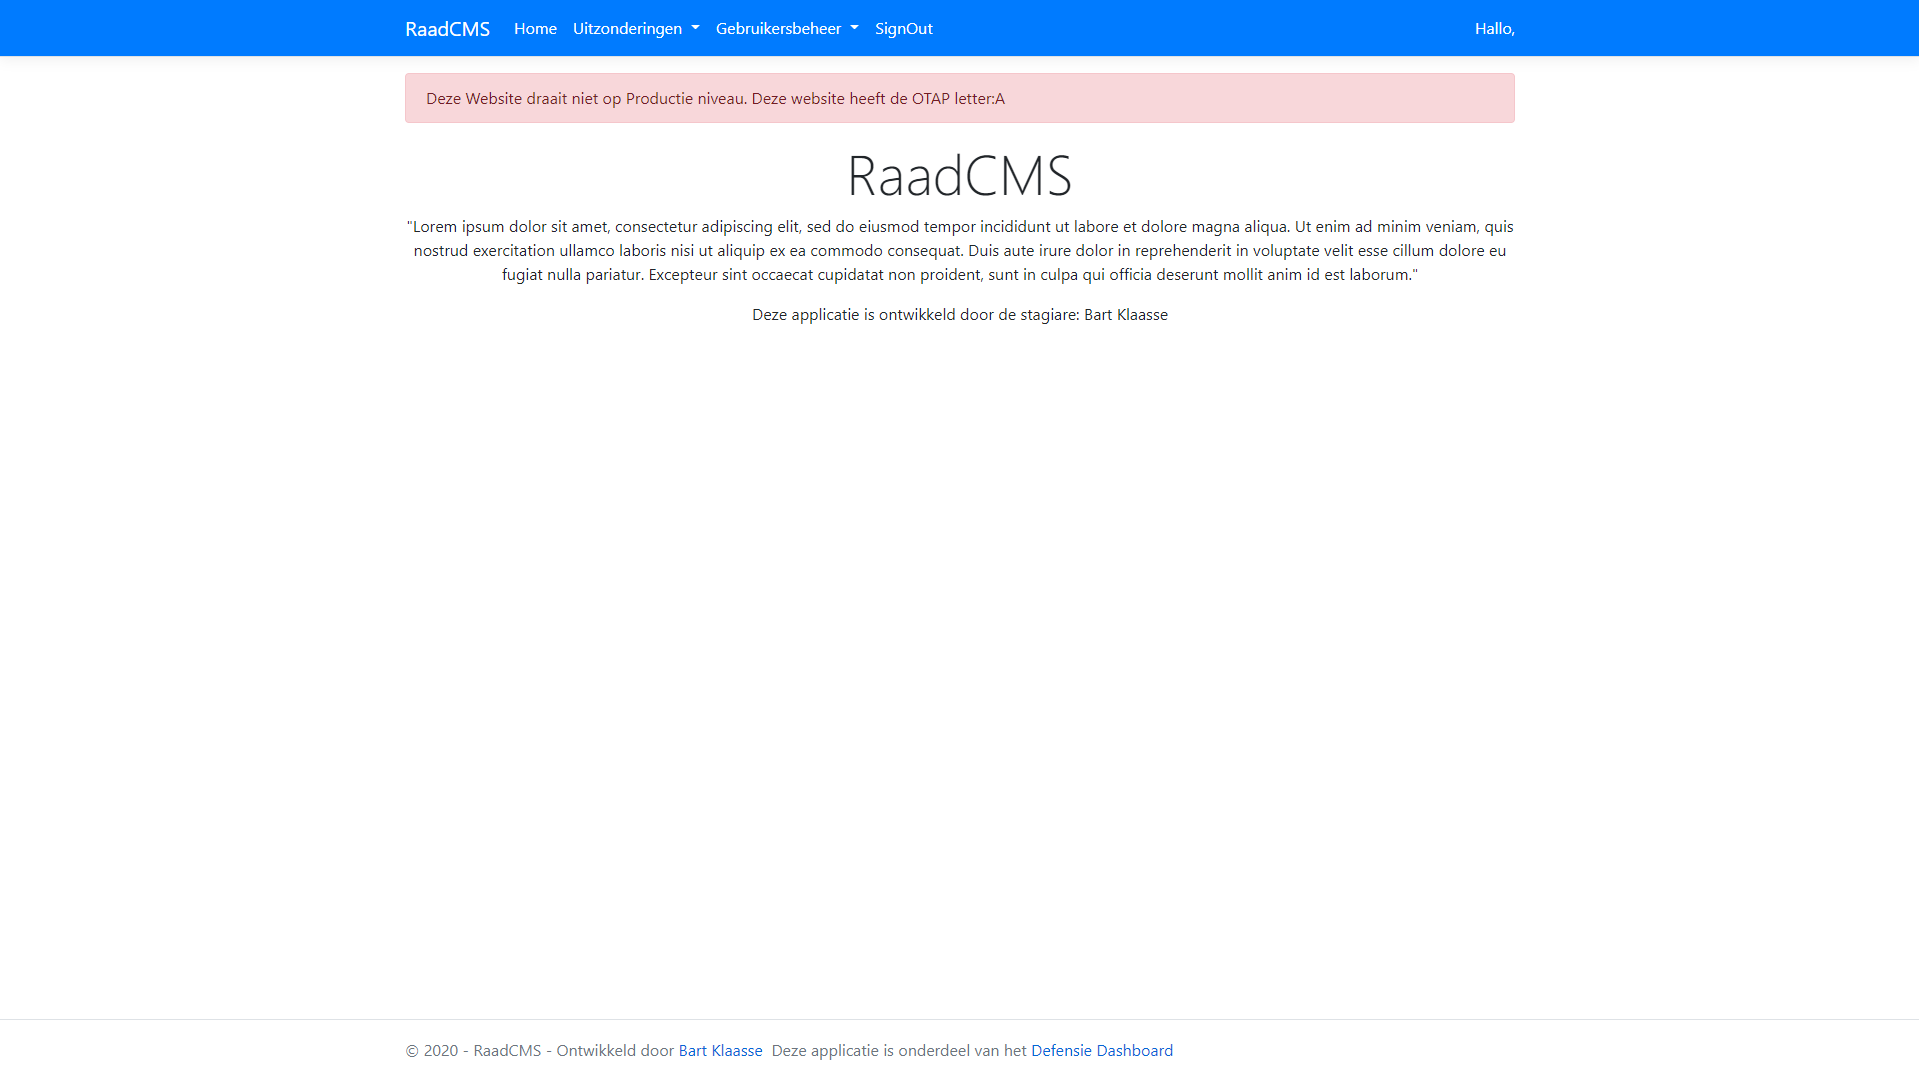 RaadCMS Home Uitzonderingen Gebruikersbeheer SignOut Hallo,
Deze Website draait niet op Productie niveau. Deze website heeft de OTAP letter:A
RaadCMS
"Lorem ipsum dolor sit amet, consectetur adipiscing elit, sed do eiusmod tempor incididunt ut labore et dolore magna aliqua. Ut enim ad minim veniam, quis
nostrud exercitation ullamco laboris nisi ut aliquip ex ea commodo consequat. Duis aute irure dolor in reprehenderit in voluptate velit esse cillum dolore eu
fugiat nulla pariatur. Excepteur sint occaecat cupidatat non proident, sunt in culpa qui officia deserunt mollit anim id est laborum."
Deze applicatie is ontwikkeld door de stagiare: Bart Klaasse
© 2020 - RaadCMS - Ontwikkeld door Bart Klaasse Deze applicatie is onderdeel van het Defensie Dashboard